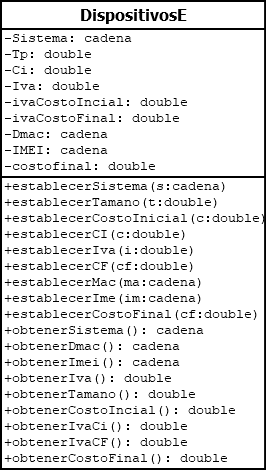 DispositivosE
-Sistema: cadena
-Tp: double
-Ci: double
-Iva: double
-ivaCostoIncial: double
-ivaCostoFinal: double
-Dmac: cadena
-IMEI: cadena
-costofinal: double
+establecerSistema(s:cadena)
+establecerTamano(t:double)
+establecerCostoInicial(c:double)
+establecerCI(c:double)
+establecerIva(i:double)
+establecerCF(cf:double)
+establecerMac(ma:cadena)
+establecerIme(im:cadena)
+establecerCostoFinal(cf:double)
+obtenerSistema(): cadena
+obtenerDmac(): cadena
+obtenerImei(): cadena
+obtenerIva(): double
+obtenerTamano(): double
+obtenerCostoIncial(): double
+obtenerIvaCi(): double
+obtenerIvaCF(): double
+obtenerCostoFinal(): double